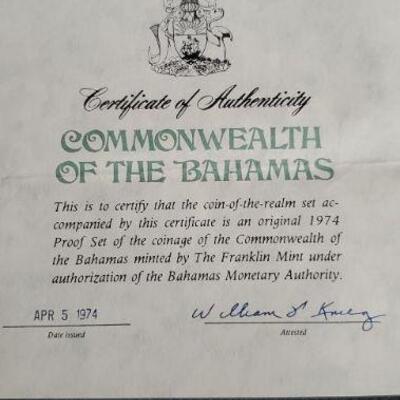 Certificate of Authenticity
COMMONWEALTH
OF THE BAHAMAS
This is to certify that the coin-of-the-realm set ac-
companied by this certificate is an original 1974
Proof Set of the coinage of the Commonwealth of
the Bahamas minted by The Franklin Mint under
authorization of the Bahamas Monetary Authority.
APR 5 1974 William
Date issued Attested